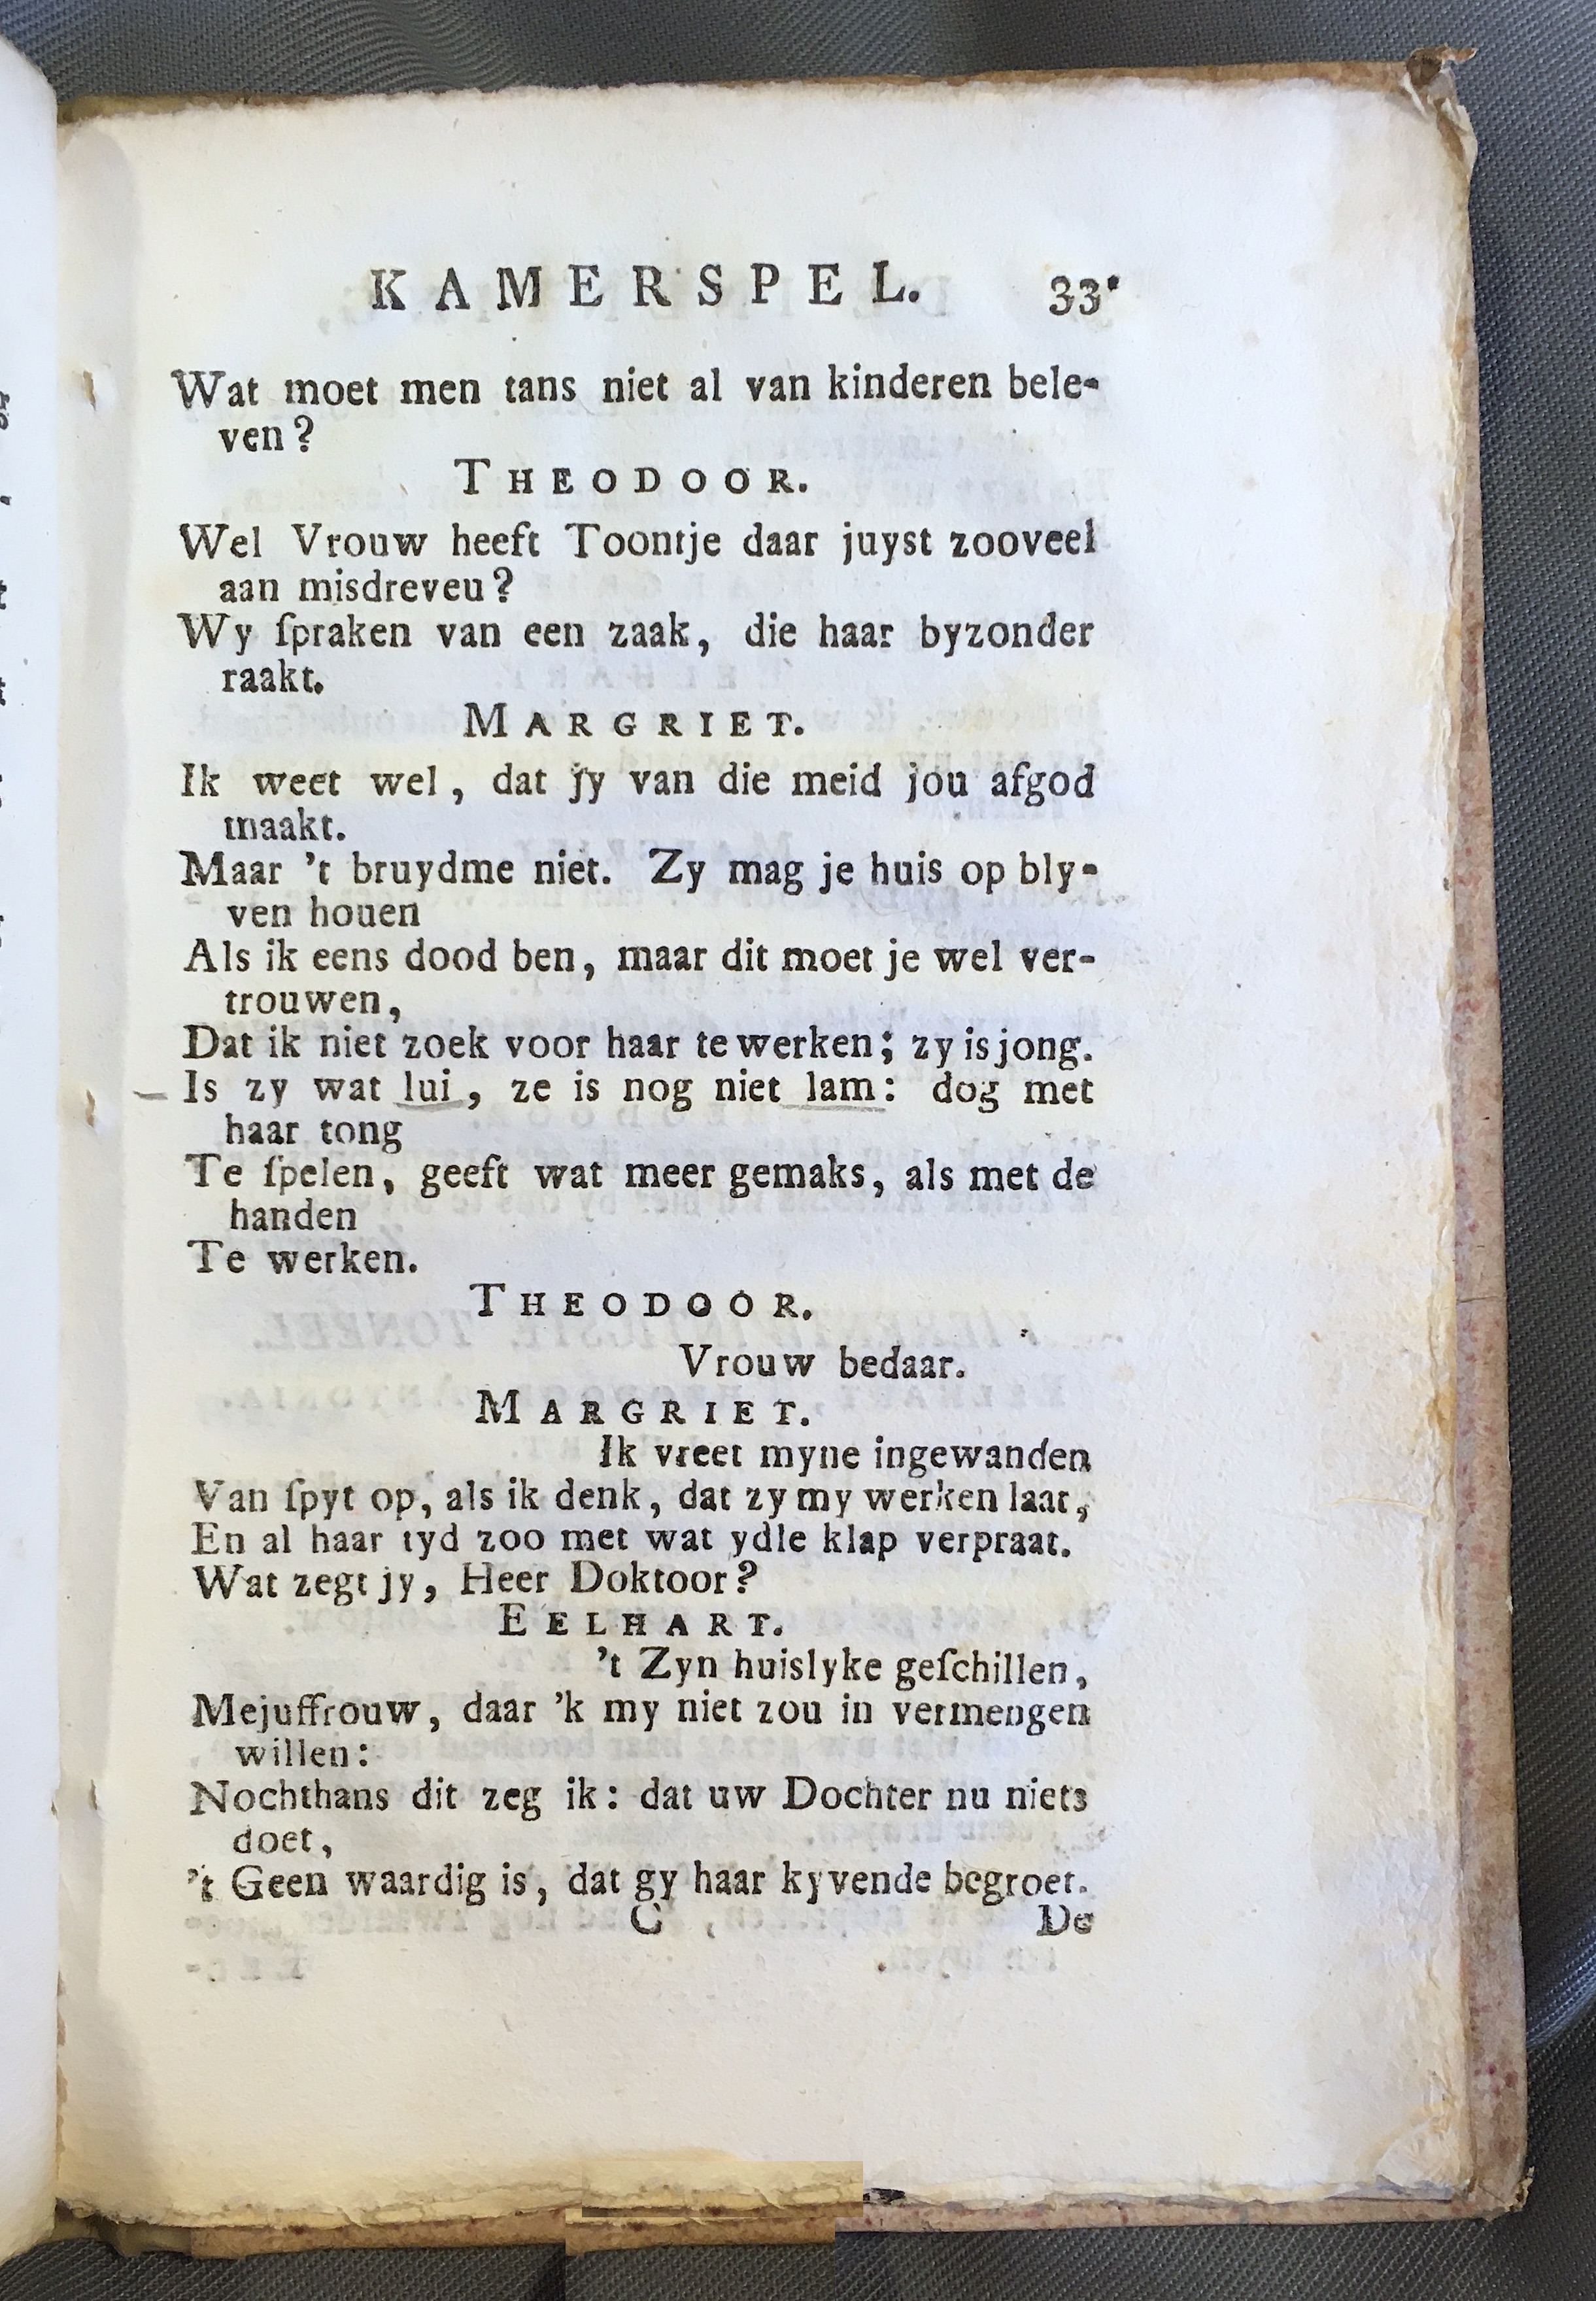 KAMERSPEL. 33
Wat moet men tans niet al van kinderen bele-
ven?
THEODOOR.
Wel Vrouw heeft Toontje daar juyst zooveel
aan misdreveu?
Wy ſpraken van een zaak, die haar byzonder
raakt.
MARGRIET.
Ik weet wel, dat jy van die meid jou afgod
maakt.
Maar 't bruydme niet. Zy mag je huis op bly-
ven houen
Als ik eens dood ben, maar dit moet je wel ver-
trouwen,
Dat ik niet zoek voor haar te werken; zy is jong.
Is zy wat lui, ze is nog niet lam: dog met
haar tong
Te ſpelen, geeft wat meer gemaks, als met de
handen
Te werken.
THEODOOR.
Vrouw bedaar.
MARGRIET.
Ik vreet myne ingewanden
Van ſpyt op, als ik denk, dat zy my werken laat,
En al haar tyd zoo met wat ydle klap verpraat.
Wat zegt jy, Heer Doktoor?
EELHART.
't Zyn huislyke geſchillen,
Mejuffrouw, daar 'k my niet zou in vermengen
willen:
Nochthans dit zeg ik: dat uw Dochter nu niets
doet,
't Geen waardig is, dat gy haar kyvende begroet.
C De